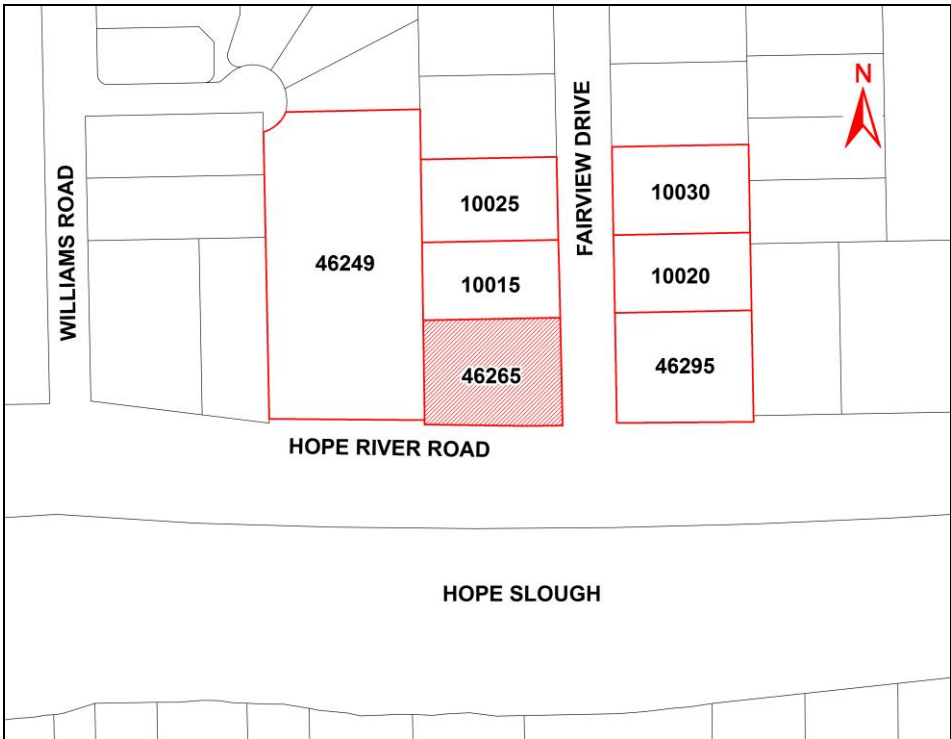 N
FAIRVIEW DRIVE
WILLIAMS ROAD
10025
10030
46249
10015
10020
46265
46295
HOPE RIVER ROAD
HOPE SLOUGH